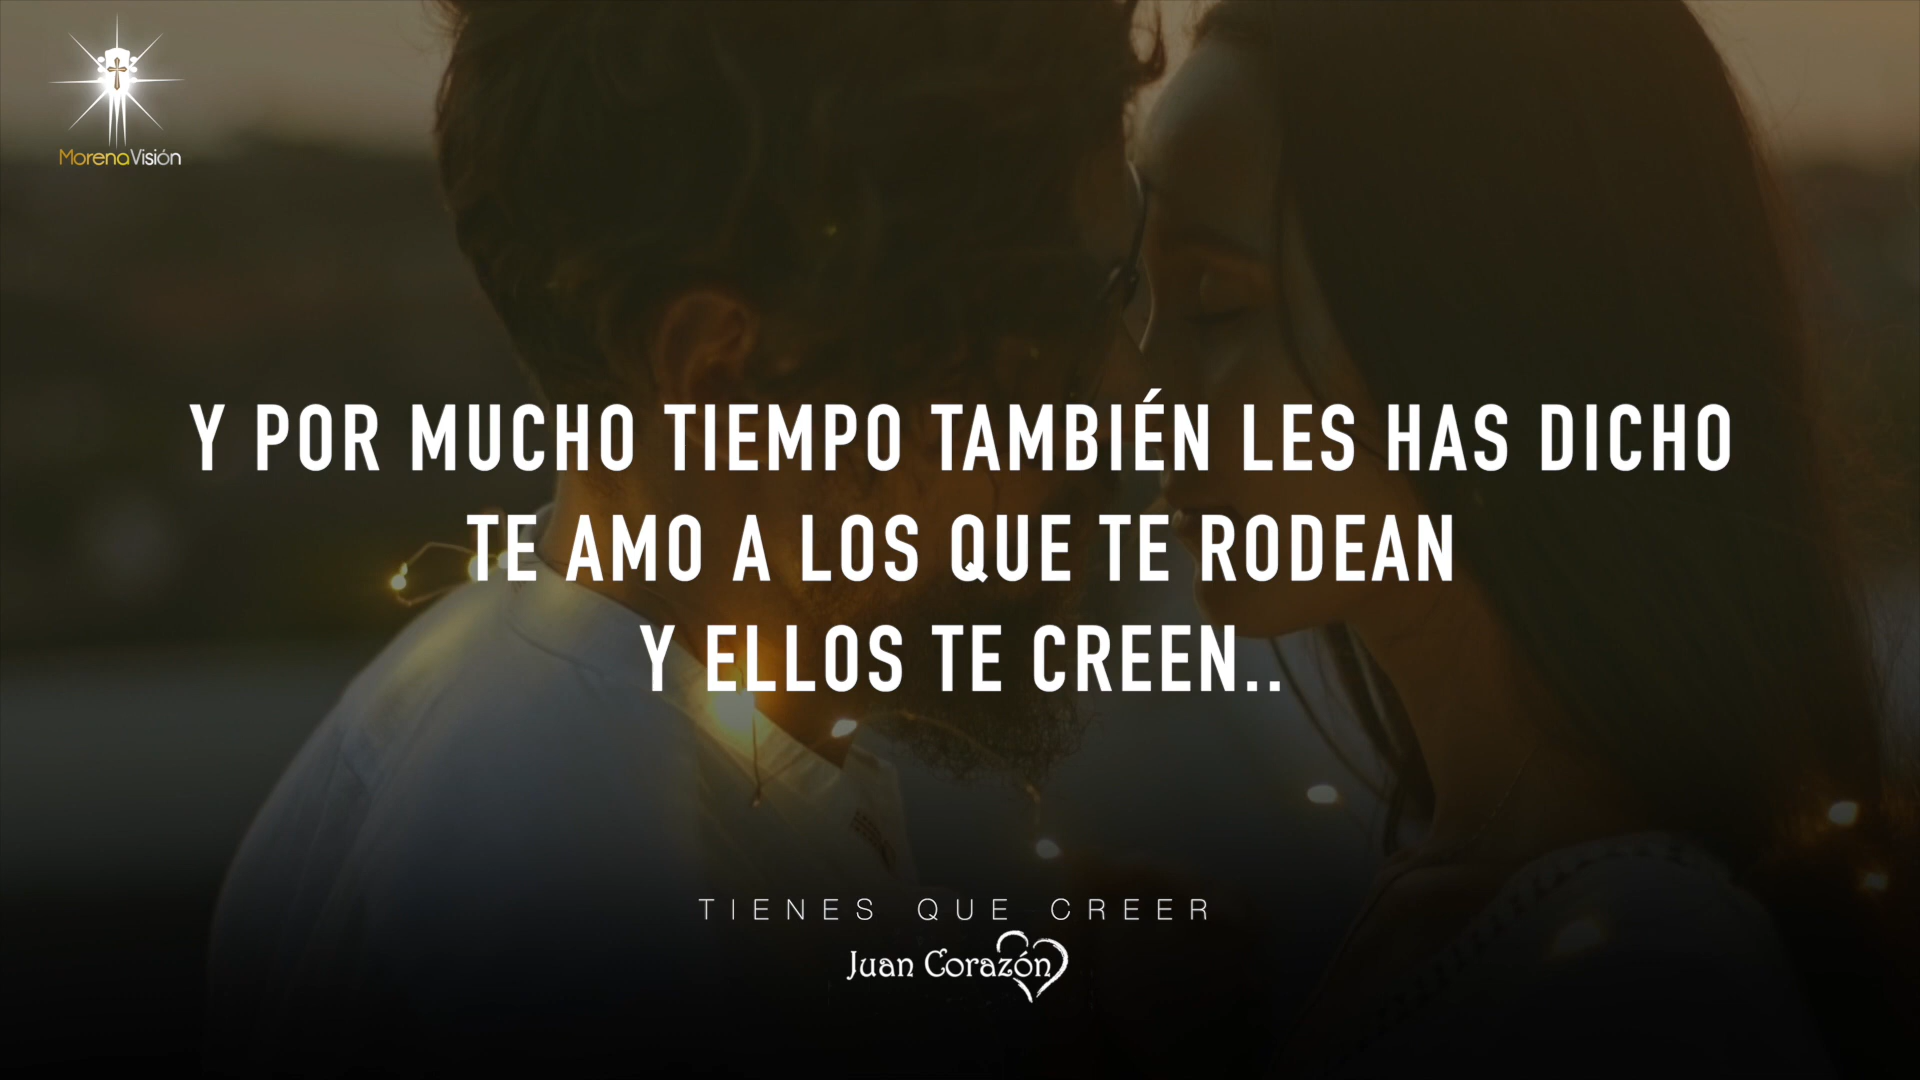 MorenaVisión
Y POR MUCHO TIEMPO TAMBIÉN LES HAS DICHO
TE AMO A LOS QUE TE RODEAN
Y ELLOS TE CREEN..
TIENES QUE CREER
Juan Corazón